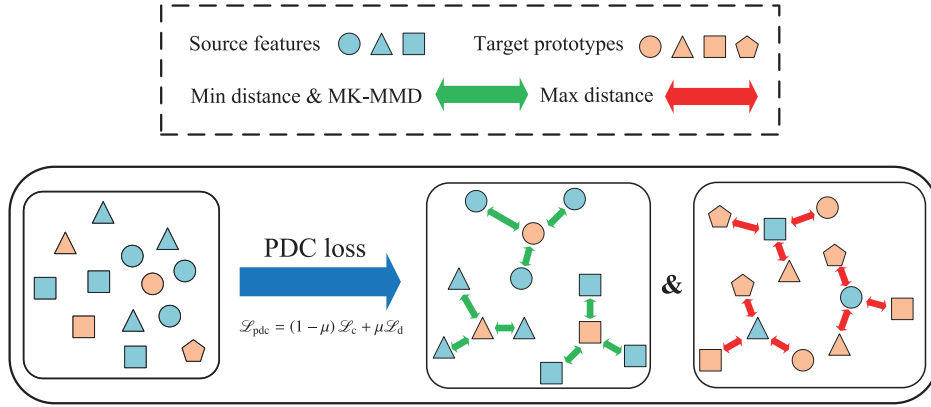 Source features
Target prototypes
Min distance & MK-MMD
Max distance
PDC loss
ℒpdc = (1−μ) ℒc + μℒd
&